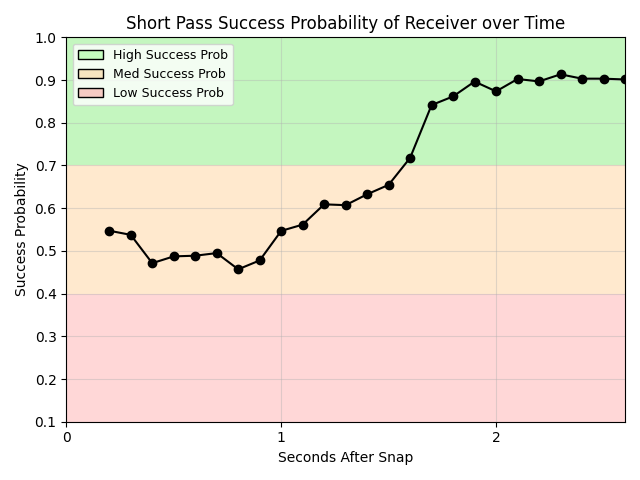 Short Pass Success Probability of Receiver over Time
High Success Prob
Med Success Prob
Low Success Prob
Success Probability
1.0
0.9
0.8
0.7
0.6
0.5
0.4
0.3
0.2
0.1
0
1
2
Seconds After Snap